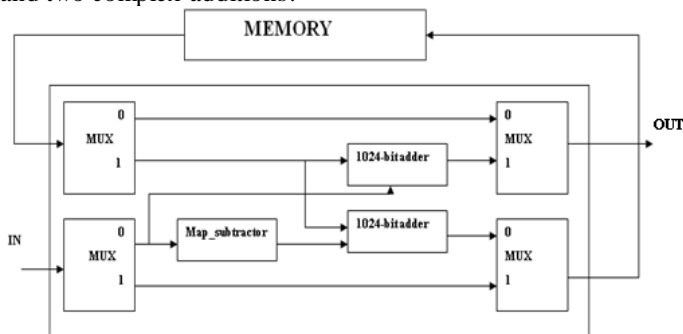 and two complex additions.
MEMORY
0
MUX
1
1024-bitadder
0
MUX
1
OUT
IN
0
MUX
1
Map_subtractor
1024-bitadder
0
MUX
1